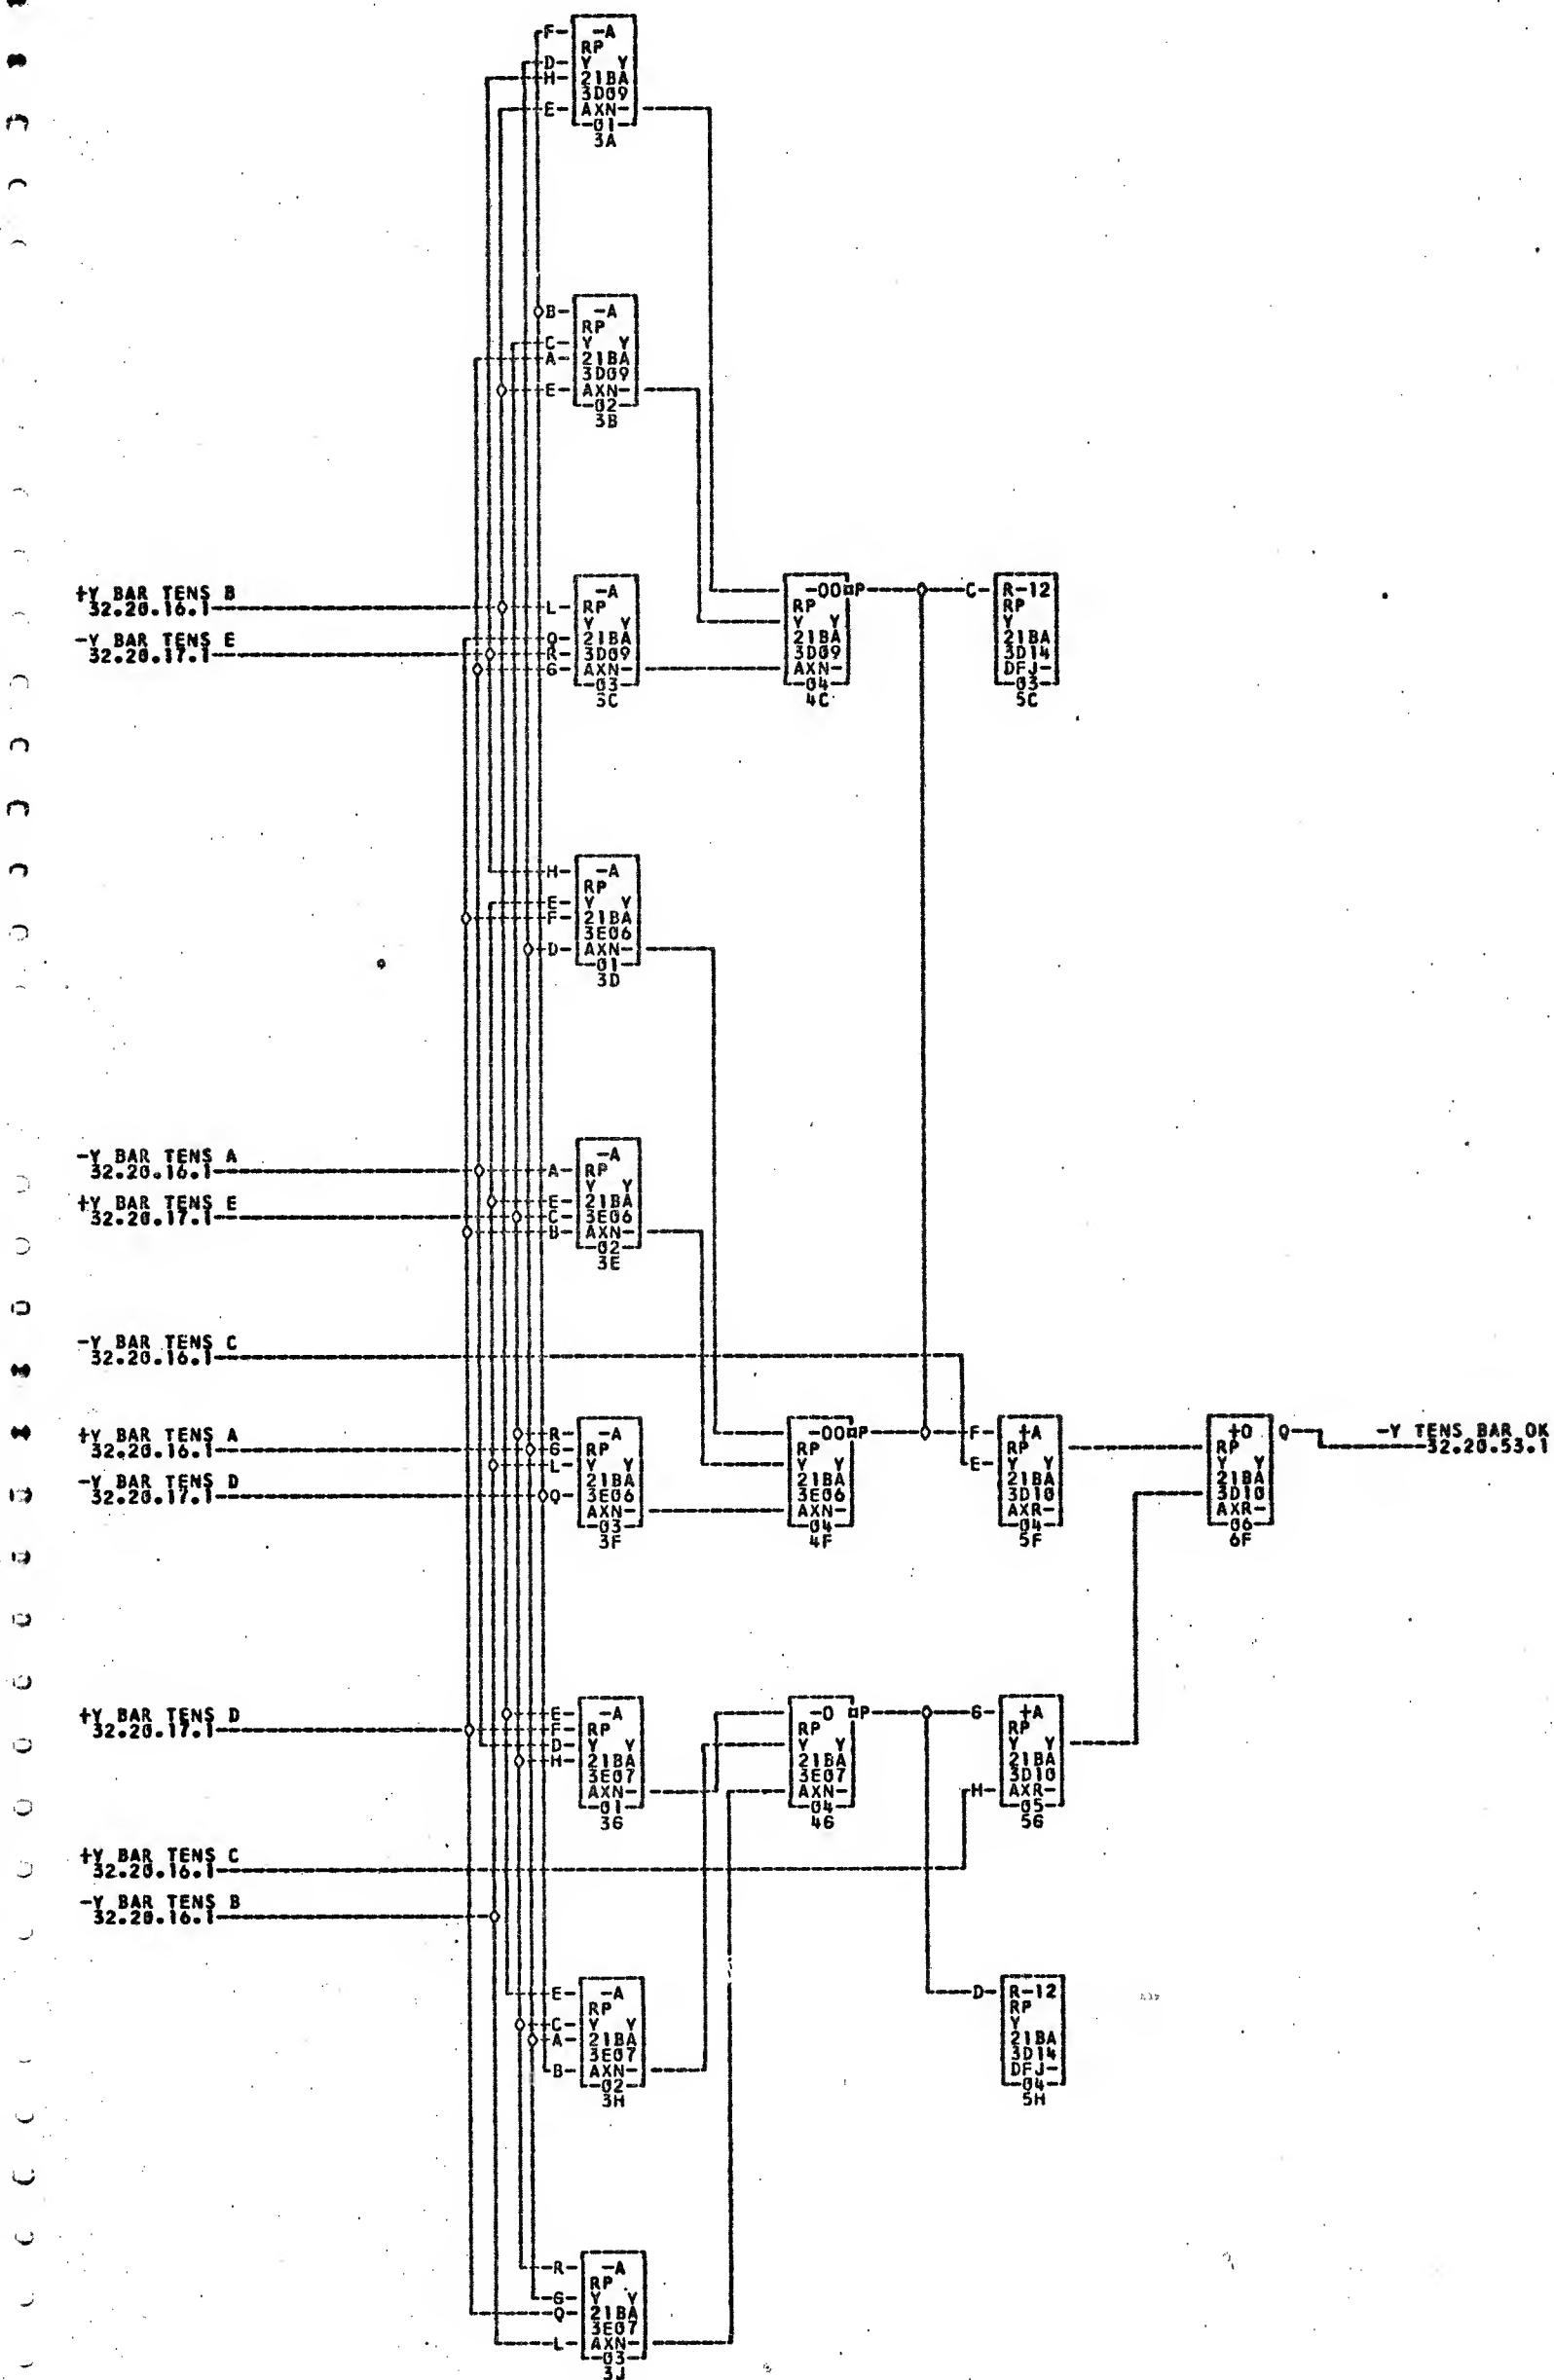 F- -A
RP
D- Y Y
H- 21BA
3D09
E- AXN-
-01-
3A
B- -A
RP
C- Y Y
A- 21BA
3D09
E- AXN-
-02-
3B
+Y BAR TENS B
32.20.16.1
-Y BAR TENS E
32.20.17.1
-A
L- RP
Y Y
Q- 21BA
R- 3D09
G- AXN-
-03-
3C
-OO P
RP
Y Y
21BA
3D09
AXN-
-04-
4C
C- R-12
RP
Y
21BA
3D14
DFJ-
-03-
5C
H- -A
RP
E- Y Y
F- 21BA
3E06
D- AXN-
-01-
3D
-Y BAR TENS A
32.20.16.1
+Y BAR TENS E
32.20.17.1
-A
A- RP
Y Y
E- 21BA
C- 3E06
B- AXN-
-02-
3E
-Y BAR TENS C
32.20.16.1
+Y BAR TENS A
32.20.16.1
-Y BAR TENS D
32.20.17.1
R- -A
G- RP
L- Y Y
21BA
Q- 3E06
AXN-
-03-
3F
-OO P
RP
Y Y
21BA
3E06
AXN-
-04-
4F
F- +A
RP
E- Y Y
21BA
3D10
AXR-
-04-
5F
+O Q
RP
Y Y
21BA
3D10
AXR-
-06-
6F
-Y TENS BAR OK
32.20.53.1
+Y BAR TENS D
32.20.17.1
E- -A
F- RP
D- Y Y
H- 21BA
3E07
AXN-
-01-
3G
-O P
RP
Y Y
21BA
3E07
AXN-
-04-
4G
G- +A
RP
Y Y
21BA
3D10
H- AXR-
-05-
5G
+Y BAR TENS C
32.20.16.1
-Y BAR TENS B
32.20.16.1
E- -A
RP
C- Y Y
A- 21BA
3E07
B- AXN-
-02-
3H
D- R-12
RP
Y
21BA
3D14
DFJ-
-04-
5H
R- -A
RP
G- Y Y
Q- 21BA
3E07
L- AXN-
-03-
3J